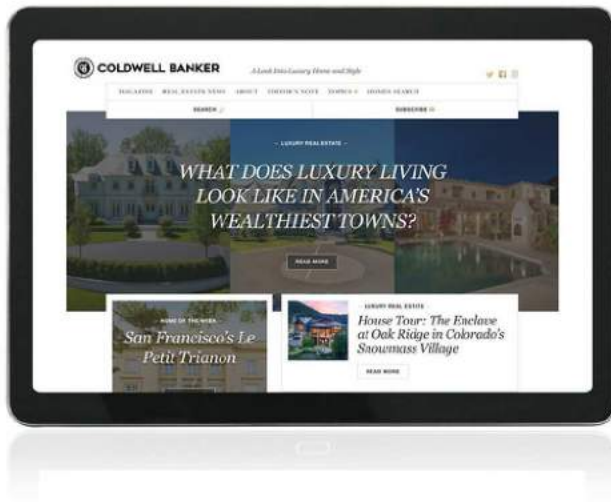 COLDWELL BANKER
A Look Into Luxury Home and Style
MAGAZINE REAL ESTATE NEWS ABOUT EDITOR'S NOTE TOPICS HOMES SEARCH
SEARCH
SUBSCRIBE
– LUXURY REAL ESTATE –
WHAT DOES LUXURY LIVING
LOOK LIKE IN AMERICA'S
WEALTHIEST TOWNS?
READ MORE
HOME OF THE WEEK
San Francisco's Le
Petit Trianon
– LUXURY REAL ESTATE –
House Tour: The Enclave
at Oak Ridge in Colorado's
Snowmass Village
READ MORE